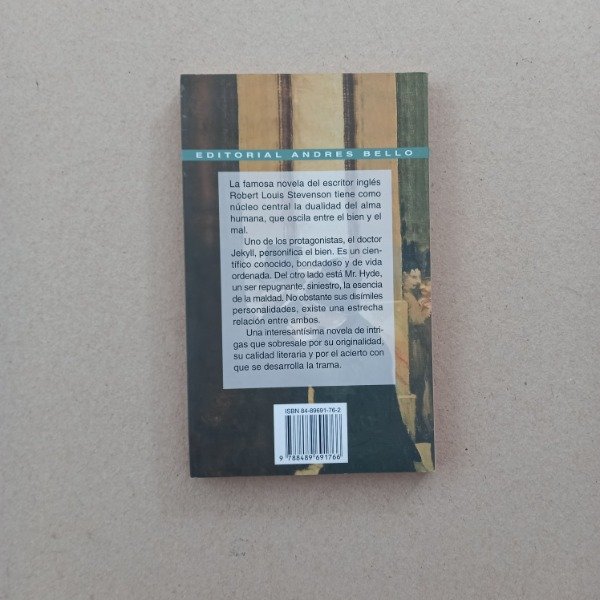 EDITORIAL ANDRES BELLO
La famosa novela del escritor inglés
Robert Louis Stevenson tiene como
núcleo central la dualidad del alma
humana, que oscila entre el bien y el
mal.
Uno de los protagonistas, el doctor
Jekyll, personifica el bien. Es un cien-
tífico conocido, bondadoso y de vida
ordenada. Del otro lado está Mr. Hyde,
un ser repugnante, siniestro, la esencia
de la maldad. No obstante sus disímiles
personalidades, existe una estrecha
relación entre ambos.
Una interesantísima novela de intri-
gas que sobresale por su originalidad,
su calidad literaria y por el acierto con
que se desarrolla la trama.
ISBN 84-89691-76-2
9 788489 691766